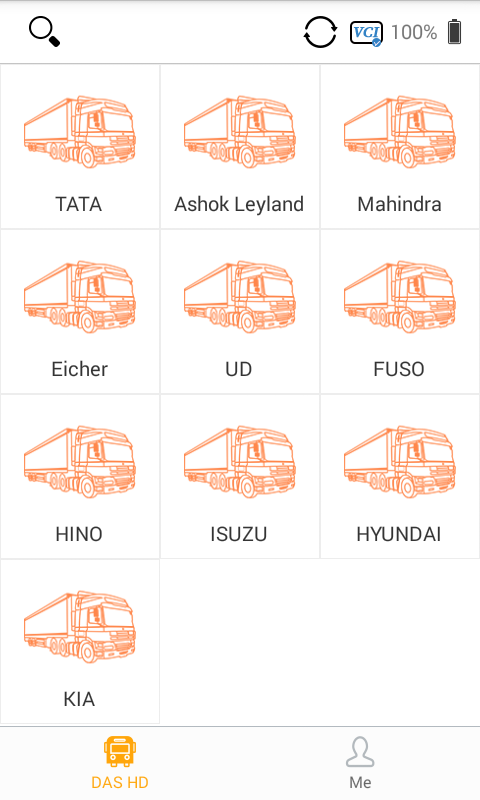 VCI 100%
TATA Ashok Leyland Mahindra
Eicher UD FUSO
HINO ISUZU HYUNDAI
KIA
DAS HD Me